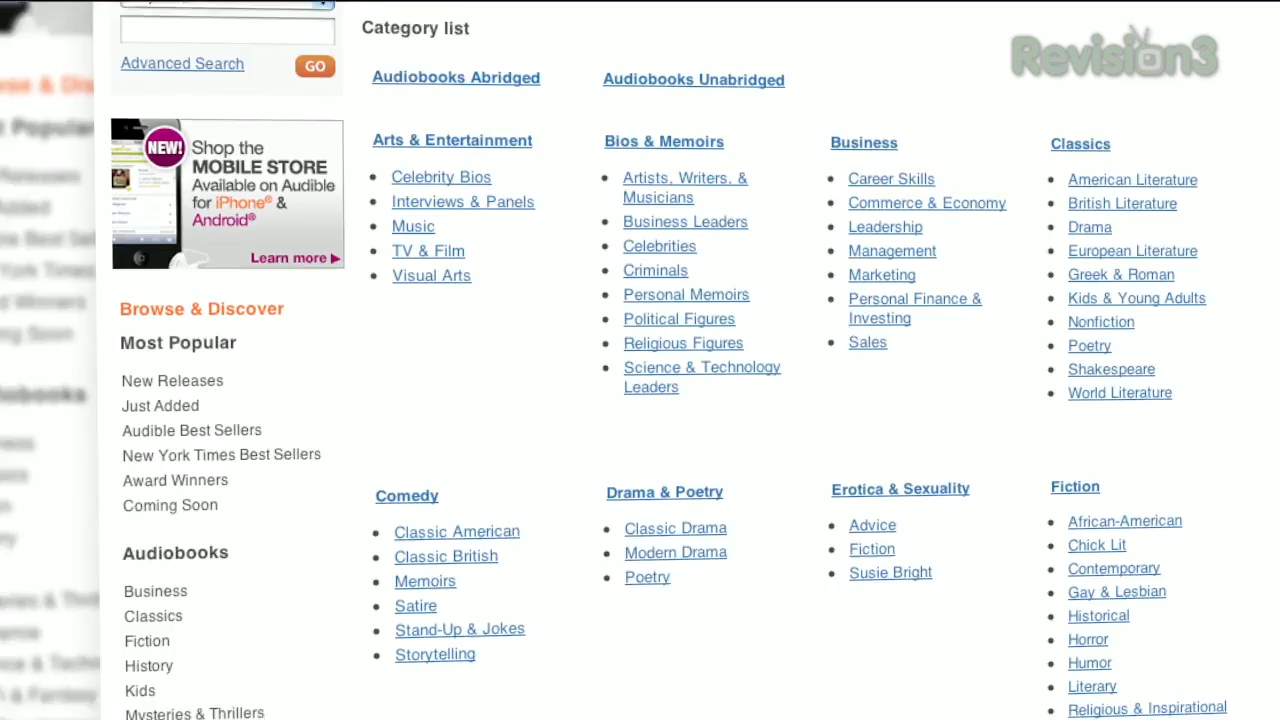 Revision3
Category list
Advanced Search
GO
Audiobooks Abridged
Audiobooks Unabridged
NEW!
Shop the
MOBILE STORE
Available on Audible
for iPhone® &
Android®
Learn more
Browse & Discover
Most Popular
New Releases
Just Added
Audible Best Sellers
New York Times Best Sellers
Award Winners
Coming Soon
Audiobooks
Business
Classics
Fiction
History
Kids
Mysteries & Thrillers
Arts & Entertainment
Celebrity Bios
Interviews & Panels
Music
TV & Film
Visual Arts
Bios & Memoirs
Artists, Writers, &
Musicians
Business Leaders
Celebrities
Criminals
Personal Memoirs
Political Figures
Religious Figures
Science & Technology
Leaders
Business
Career Skills
Commerce & Economy
Leadership
Management
Marketing
Personal Finance &
Investing
Sales
Classics
American Literature
British Literature
Drama
European Literature
Greek & Roman
Kids & Young Adults
Nonfiction
Poetry
Shakespeare
World Literature
Comedy
Classic American
Classic British
Memoirs
Satire
Stand-Up & Jokes
Storytelling
Drama & Poetry
Classic Drama
Modern Drama
Poetry
Erotica & Sexuality
Advice
Fiction
Susie Bright
Fiction
African-American
Chick Lit
Contemporary
Gay & Lesbian
Historical
Horror
Humor
Literary
Religious & Inspirational